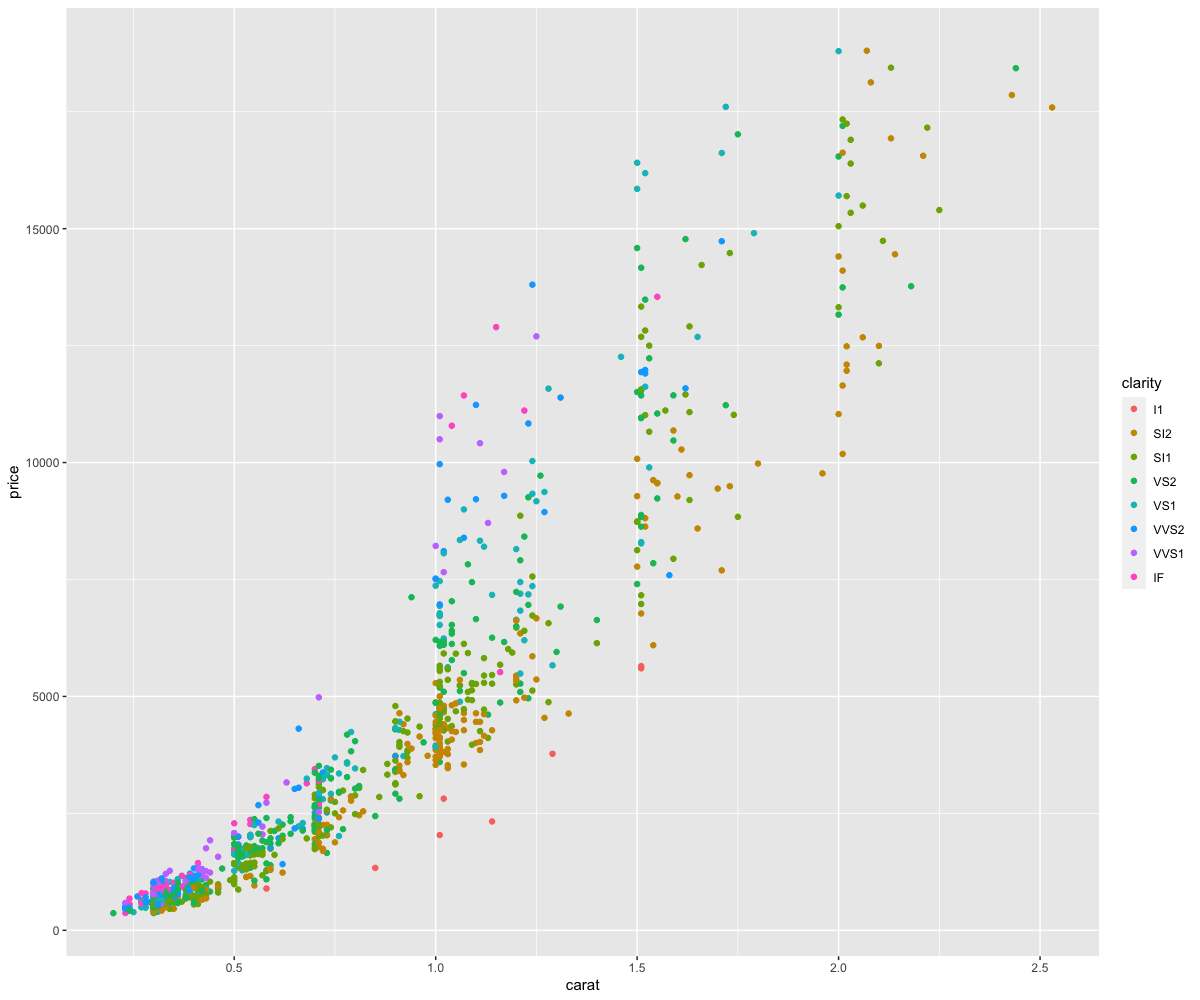 price
15000
10000
5000
0
0.5 1.0 1.5 2.0 2.5
carat
clarity
I1
SI2
SI1
VS2
VS1
VVS2
VVS1
IF